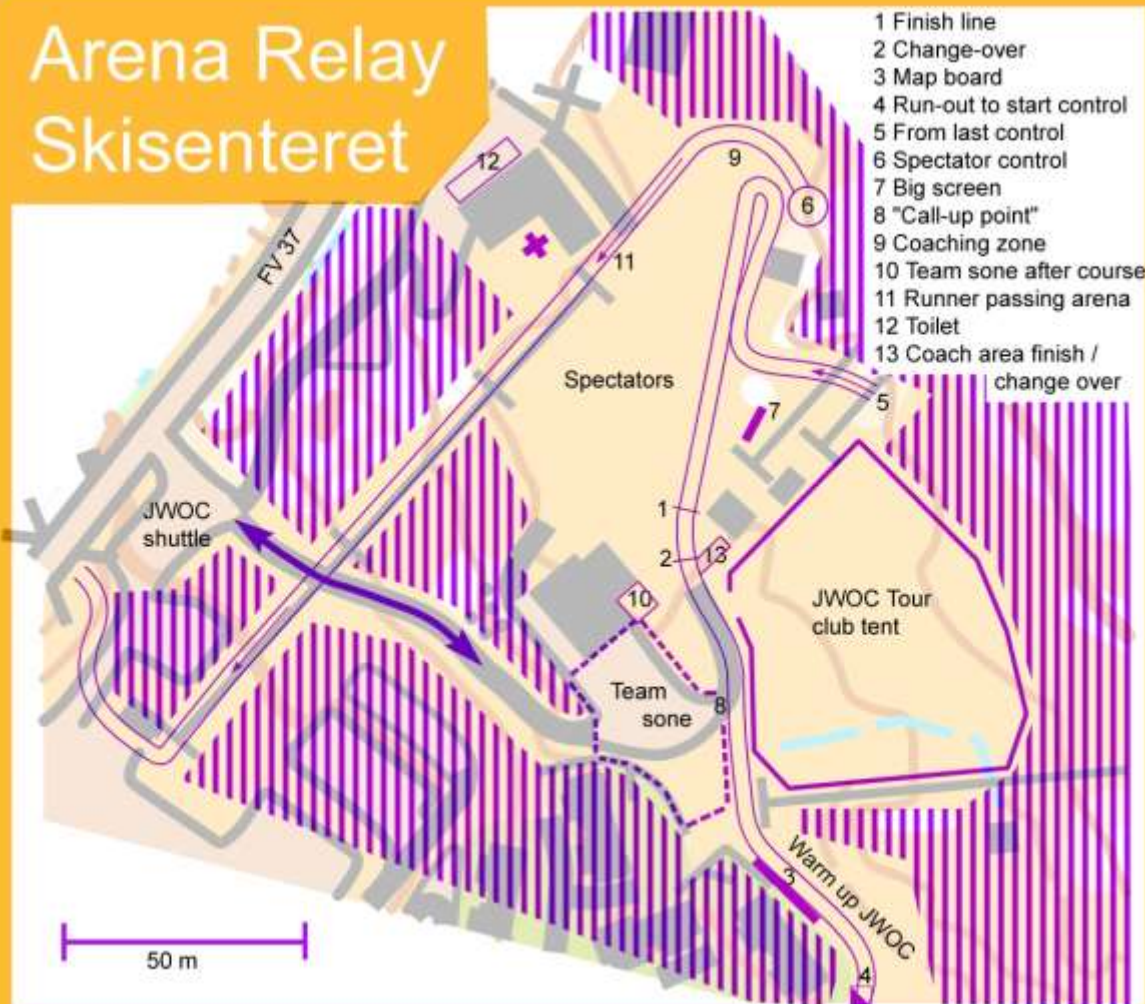 Arena Relay
Skisenteret
1 Finish line
2 Change-over
3 Map board
4 Run-out to start control
5 From last control
6 Spectator control
7 Big screen
8 "Call-up point"
9 Coaching zone
10 Team sone after course
11 Runner passing arena
12 Toilet
13 Coach area finish /
change over
12
9
6
FV 37
11
Spectators
5
7
JWOC
shuttle
1
2
13
10
JWOC Tour
club tent
Team
sone
8
3
Warm up JWOC
4
50 m